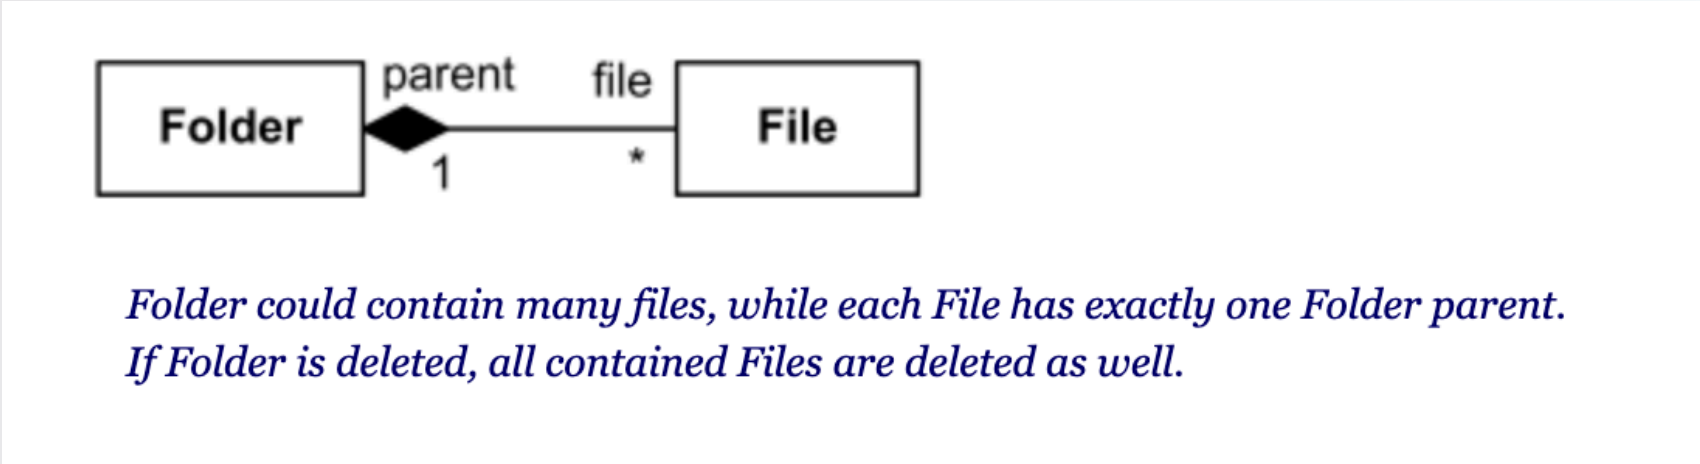 parent file
Folder File
1 *
Folder could contain many files, while each File has exactly one Folder parent.
If Folder is deleted, all contained Files are deleted as well.